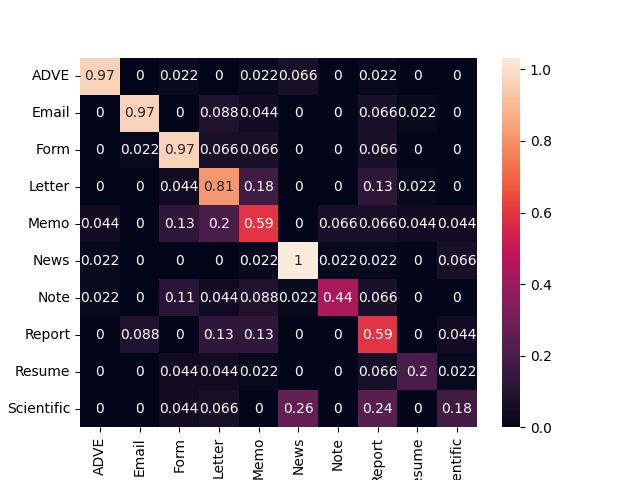 ADVE 0.97 0 0.022 0 0.022 0.066 0 0.022 0 0
Email 0 0.97 0 0.088 0.044 0 0 0.066 0.022 0
Form 0 0.022 0.97 0.066 0.066 0 0 0.066 0 0
Letter 0 0 0.044 0.81 0.18 0 0 0.13 0.022 0
Memo 0.044 0 0.13 0.2 0.59 0 0.066 0.066 0.044 0.044
News 0.022 0 0 0 0.022 1 0.022 0.022 0 0.066
Note 0.022 0 0.11 0.044 0.088 0.022 0.44 0.066 0 0
Report 0 0.088 0 0.13 0.13 0 0 0.59 0 0.044
Resume 0 0 0.044 0.044 0.022 0 0 0.066 0.2 0.022
Scientific 0 0 0.044 0.066 0 0.26 0 0.24 0 0.18
ADVE
Email
Form
Letter
Memo
News
Note
Report
esume
entific
1.0
0.8
0.6
0.4
0.2
0.0